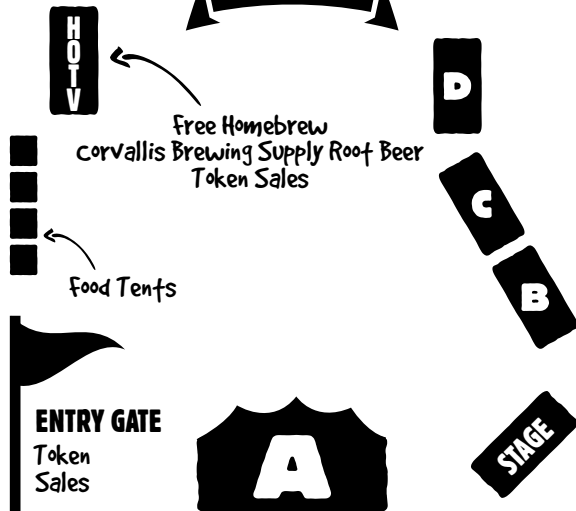 HOTV
D
Free Homebrew
Corvallis Brewing Supply Root Beer
Token Sales
C
Food Tents
B
ENTRY GATE
Token
Sales
A
STAGE